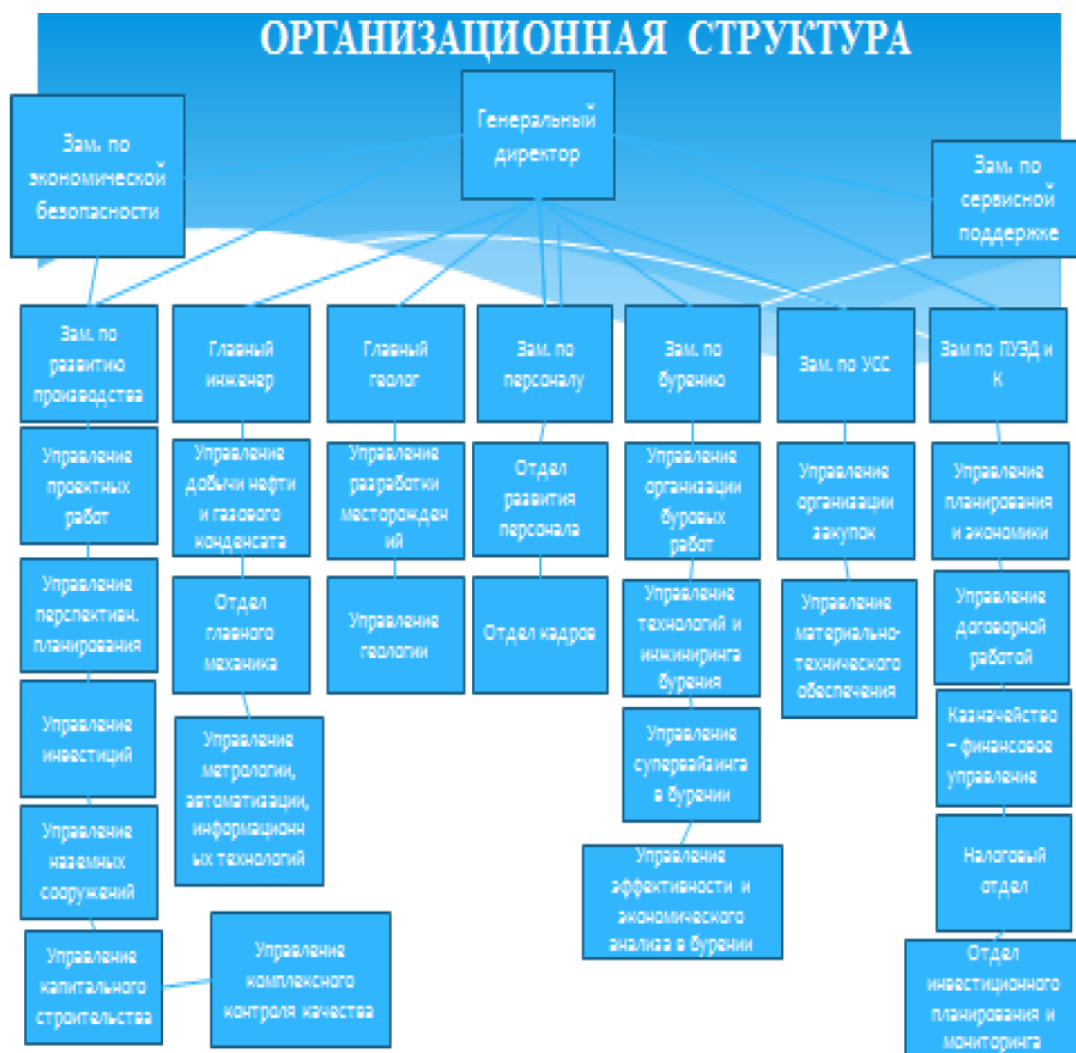 ОРГАНИЗАЦИОННАЯ СТРУКТУРА
Генеральный
директор
Зам. по
экономической
безопасности
Зам. по
сервисной
поддержке
Зам. по
развитию
производства
Главный
инженер
Главный
геолог
Зам. по
персоналу
Зам. по
бурению
Зам. по УСС
Зам по ПУЭД и
К
Управление
проектных
работ
Управление
добычи нефти
и газового
конденсата
Управление
разработки
месторожден
ий
Отдел
развития
персонала
Управление
организации
буровых
работ
Управление
организации
закупок
Управление
планирования
и экономики
Управление
перспективн.
планирования
Отдел
главного
механика
Управление
геологии
Отдел кадров
Управление
технологий и
инжиниринга
бурения
Управление
материально-
технического
обеспечения
Управление
договорной
работой
Управление
инвестиций
Управление
метрологии,
автоматизации,
информационн
ых технологий
Управление
супервайзинга
в бурении
Казначейство
– финансовое
управление
Управление
наземных
сооружений
Управление
эффективности и
экономического
анализа в бурении
Налоговый
отдел
Управление
капитального
строительства
Управление
комплексного
контроля качества
Отдел
инвестиционного
планирования и
мониторинга